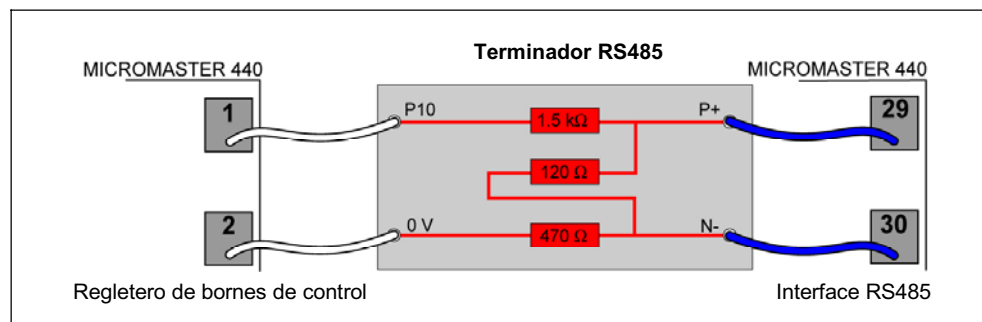 Terminador RS485
MICROMASTER 440
MICROMASTER 440
1
P10
1.5 kΩ
P+
29
120 Ω
2
0 V
470 Ω
N-
30
Regletero de bornes de control
Interface RS485